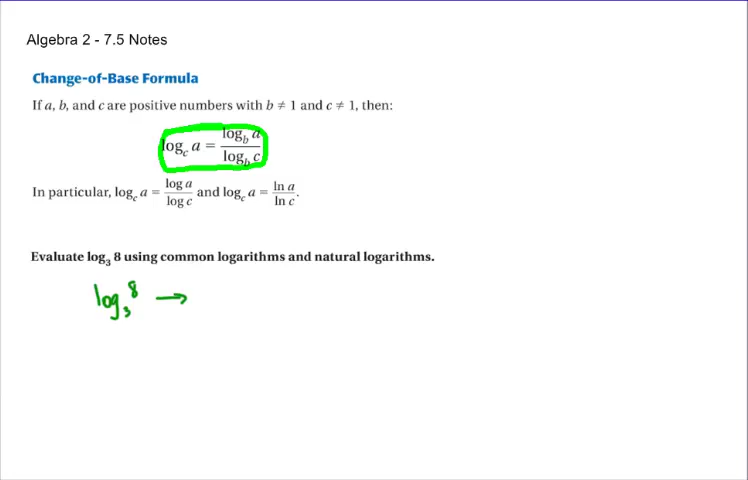 Algebra 2 - 7.5 Notes
Change-of-Base Formula
If a, b, and c are positive numbers with b ≠ 1 and c ≠ 1, then:
log_c a = log_b a / log_b c
In particular, log_c a = log a / log c and log_c a = ln a / ln c.
Evaluate log₃ 8 using common logarithms and natural logarithms.
log₃ 8 →